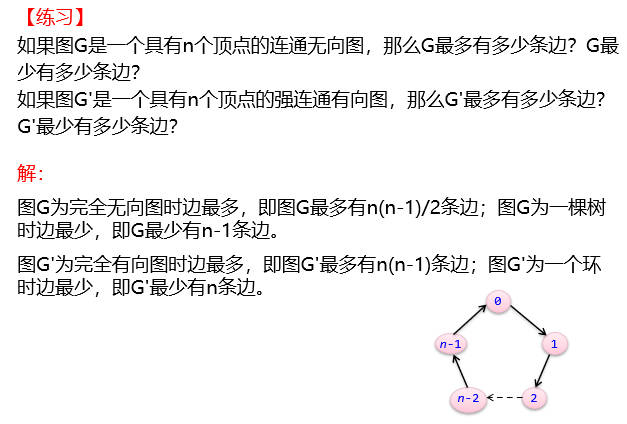 【练习】
如果图G是一个具有n个顶点的连通无向图，那么G最多有多少条边？G最
少有多少条边？
如果图G'是一个具有n个顶点的强连通有向图，那么G'最多有多少条边？
G'最少有多少条边？
解：
图G为完全无向图时边最多，即图G最多有n(n-1)/2条边；图G为一棵树
时边最少，即G最少有n-1条边。
图G'为完全有向图时边最多，即图G'最多有n(n-1)条边；图G'为一个环
时边最少，即G'最少有n条边。
0
n-1
1
n-2
2